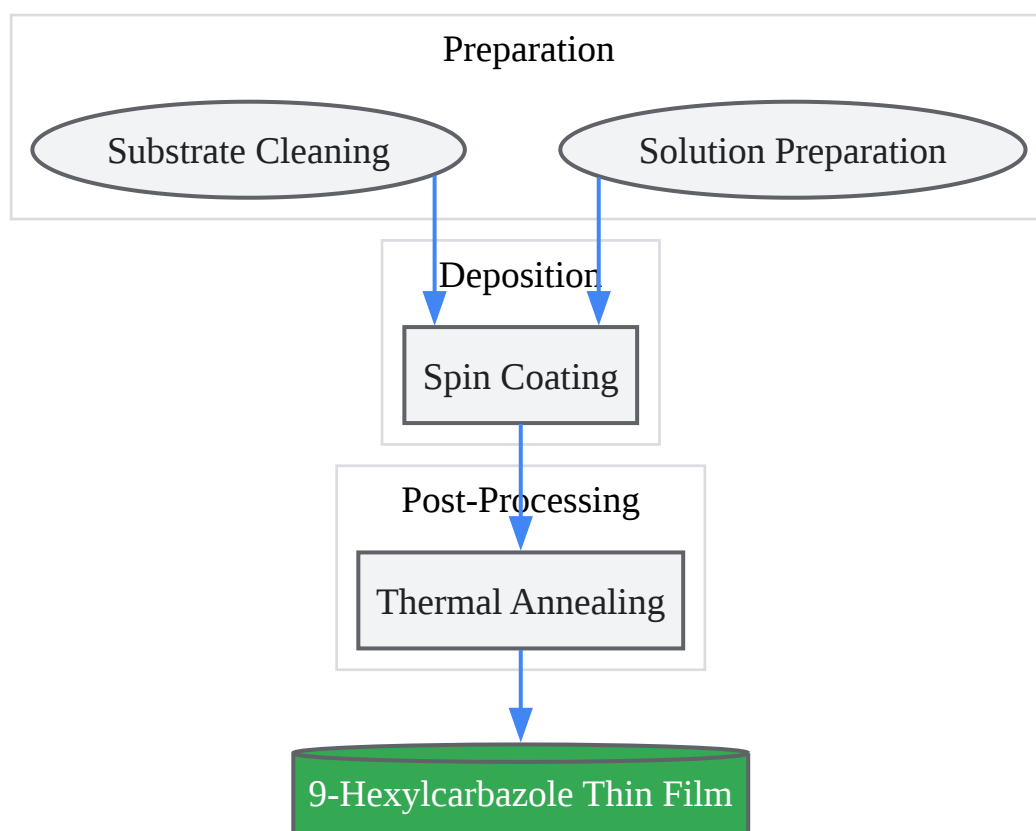 Preparation
Substrate Cleaning
Solution Preparation
Deposition
Spin Coating
Post-Processing
Thermal Annealing
9-Hexylcarbazole Thin Film